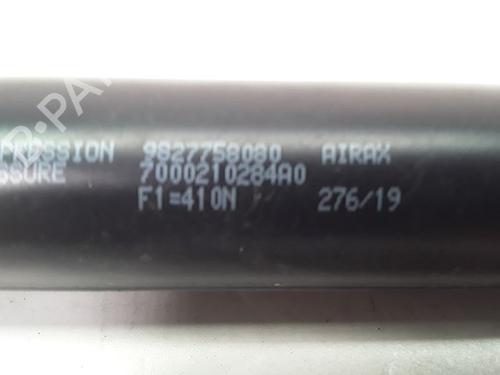 PRESSION 9827758080 AIRAX
SSURE 7000210284A0
F1=410N 276/19